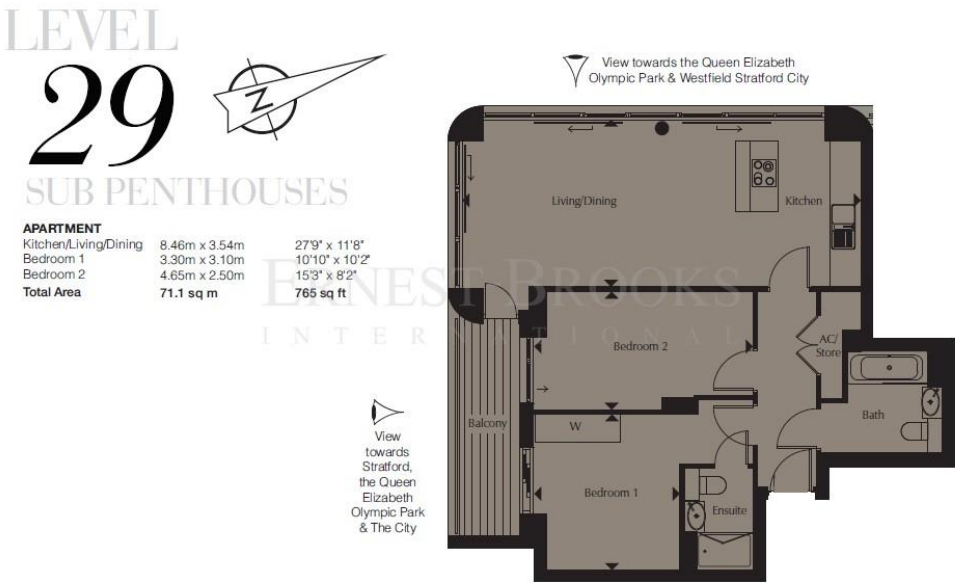 LEVEL
29
SUB PENTHOUSES
N
APARTMENT
Kitchen/Living/Dining 8.46m x 3.54m 27'9" x 11'8"
Bedroom 1 3.30m x 3.10m 10'10" x 10'2"
Bedroom 2 4.65m x 2.50m 15'3" x 8'2"
Total Area 71.1 sq m 765 sq ft
View towards the Queen Elizabeth
Olympic Park & Westfield Stratford City
Living/Dining
Kitchen
ERNEST BROOKS
INTERNATIONAL
Bedroom 2
AC/
Store
Balcony
W
Bath
Bedroom 1
Ensuite
View
towards
Stratford,
the Queen
Elizabeth
Olympic Park
& The City